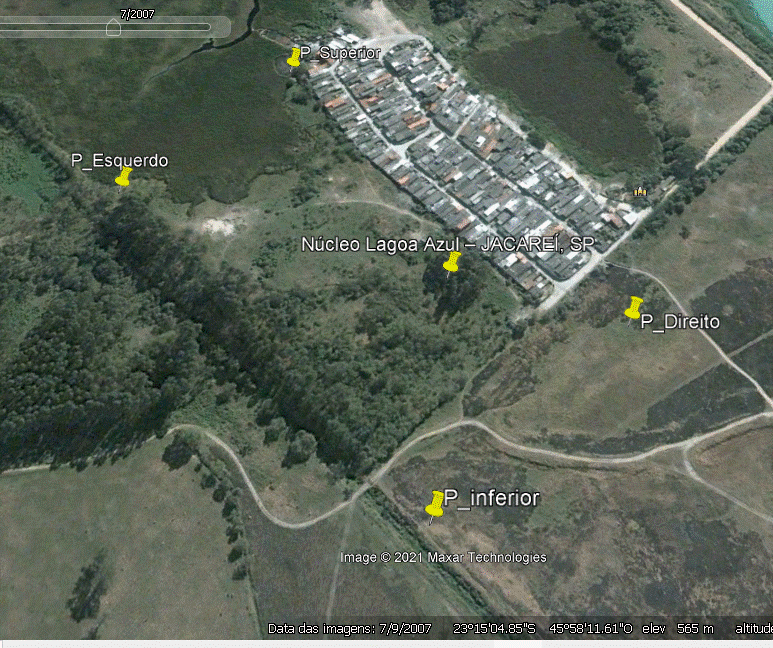 7/2007
P_Superior
P_Esquerdo
Núcleo Lagoa Azul – JACAREÍ, SP
P_Direito
P_inferior
Image © 2021 Maxar Technologies
Data das imagens: 7/9/2007 23°15'04.85"S 45°58'11.61"O elev 565 m altitude